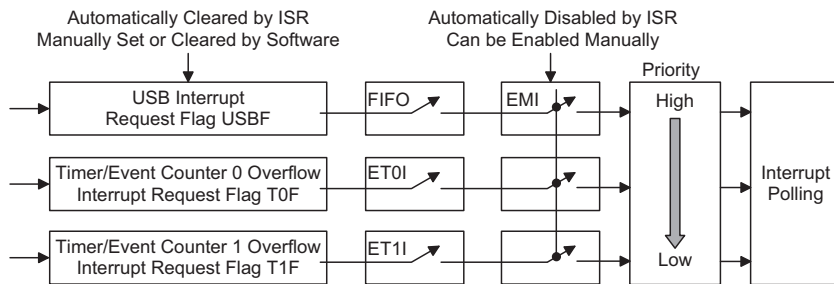 Automatically Cleared by ISR
Manually Set or Cleared by Software
Automatically Disabled by ISR
Can be Enabled Manually
Priority
USB Interrupt
Request Flag USBF
FIFO
EMI
High
Timer/Event Counter 0 Overflow
Interrupt Request Flag T0F
ET0I
Interrupt
Polling
Timer/Event Counter 1 Overflow
Interrupt Request Flag T1F
ET1I
Low